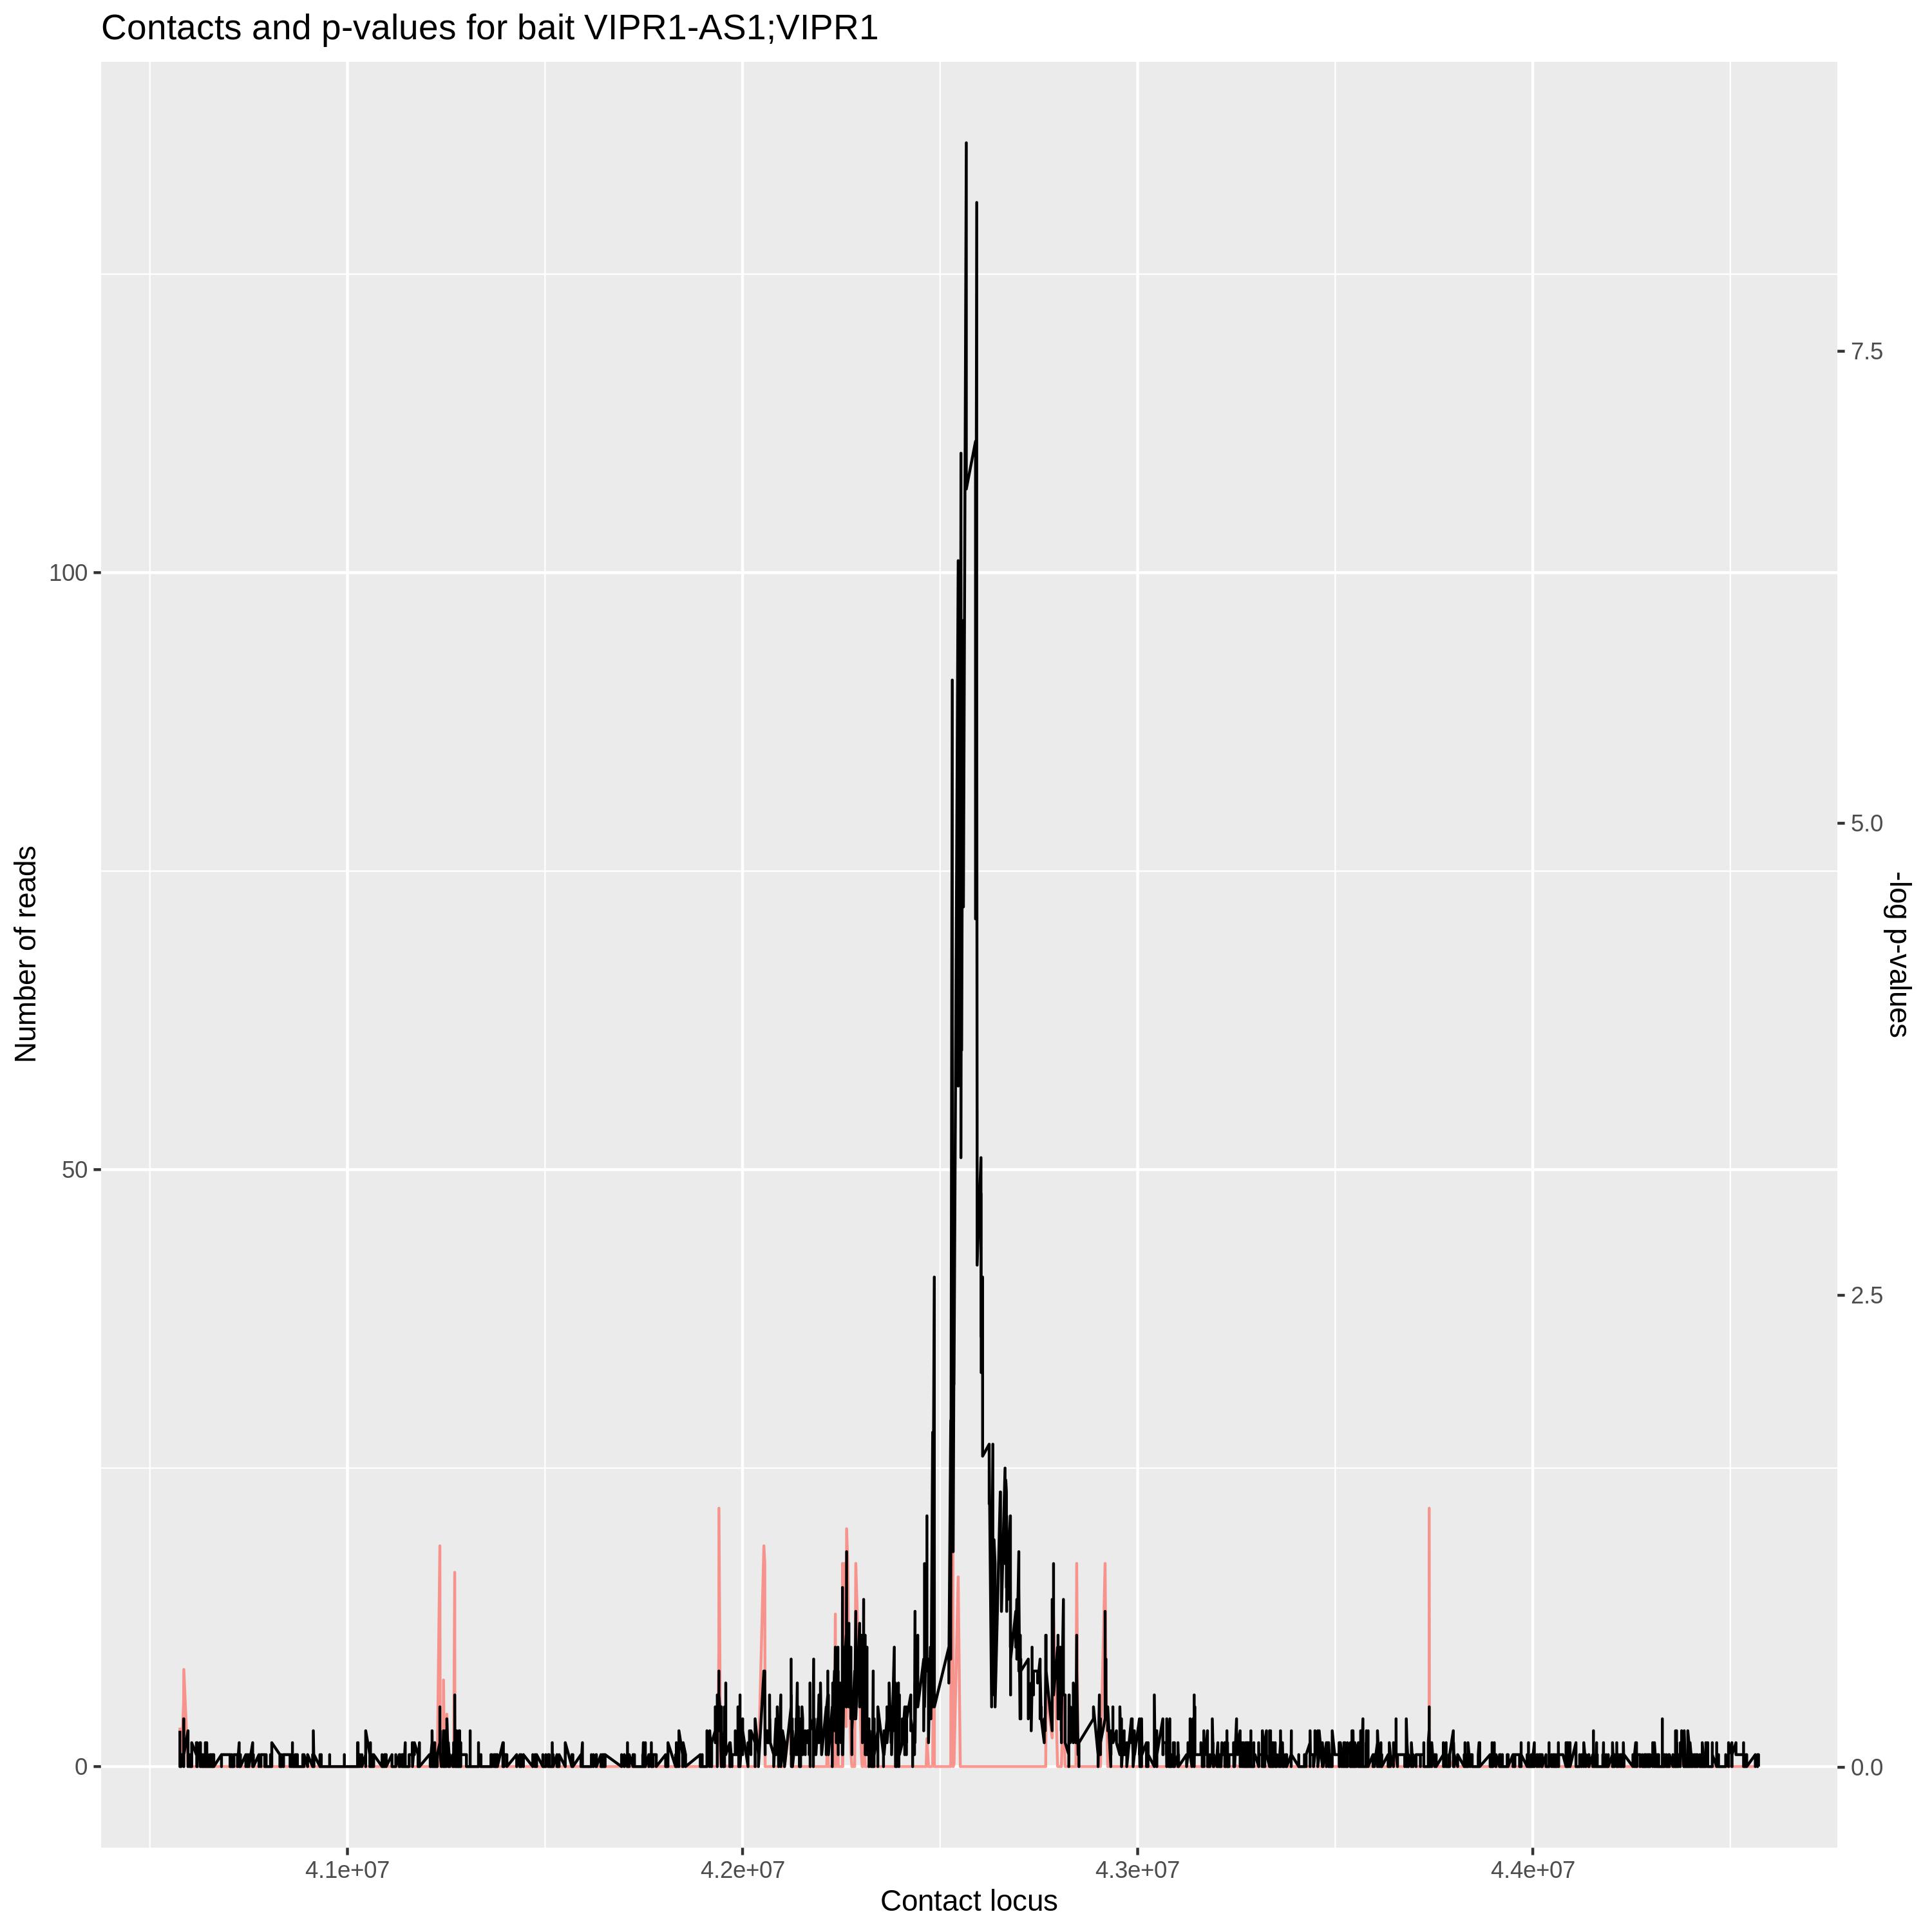 Contacts and p-values for bait VIPR1-AS1;VIPR1
Number of reads
100
50
0
7.5
5.0
2.5
0.0
-log p-values
4.1e+07
4.2e+07
4.3e+07
4.4e+07
Contact locus